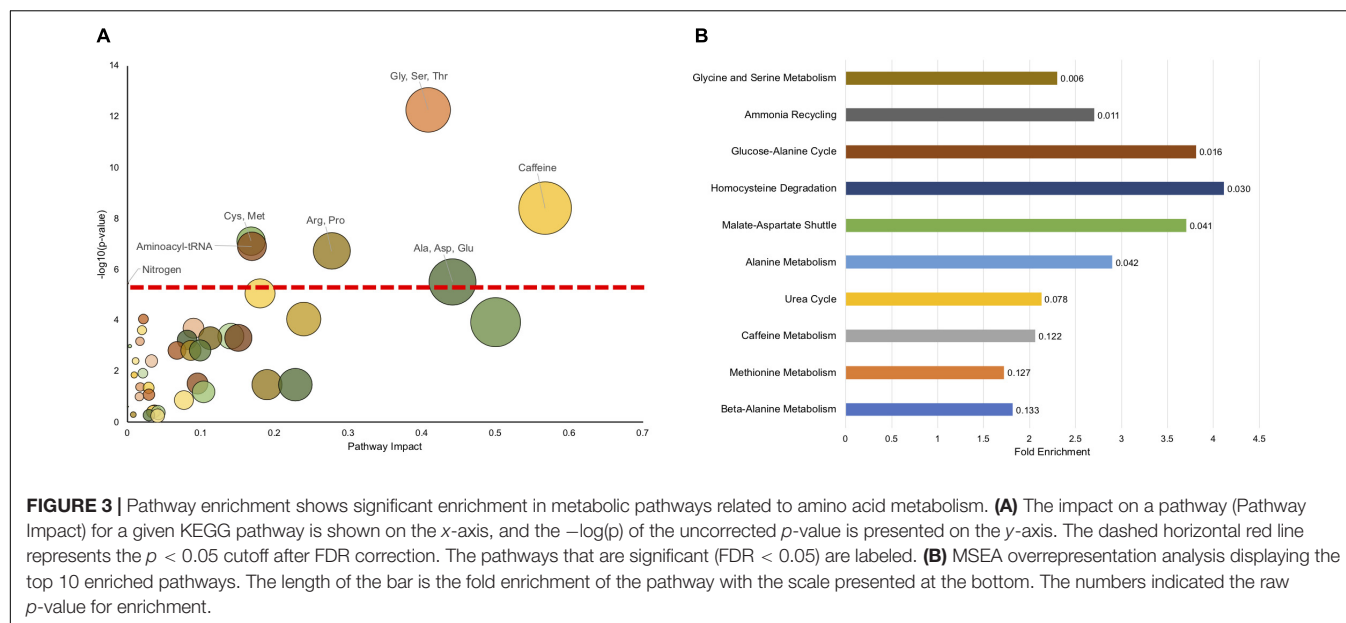 A
14
12
10
8
6
4
2
0
-log10(p-value)
Gly, Ser, Thr
Caffeine
Cys, Met
Arg, Pro
Aminoacyl-tRNA
Ala, Asp, Glu
Nitrogen
0
0.1
0.2
0.3
0.4
0.5
0.6
0.7
Pathway Impact
B
Glycine and Serine Metabolism
0.006
Ammonia Recycling
0.011
Glucose-Alanine Cycle
0.016
Homocysteine Degradation
0.030
Malate-Aspartate Shuttle
0.041
Alanine Metabolism
0.042
Urea Cycle
0.078
Caffeine Metabolism
0.122
Methionine Metabolism
0.127
Beta-Alanine Metabolism
0.133
0
0.5
1
1.5
2
2.5
3
3.5
4
4.5
Fold Enrichment
FIGURE 3 | Pathway enrichment shows significant enrichment in metabolic pathways related to amino acid metabolism. (A) The impact on a pathway (Pathway
Impact) for a given KEGG pathway is shown on the x-axis, and the −log(p) of the uncorrected p-value is presented on the y-axis. The dashed horizontal red line
represents the p < 0.05 cutoff after FDR correction. The pathways that are significant (FDR < 0.05) are labeled. (B) MSEA overrepresentation analysis displaying the
top 10 enriched pathways. The length of the bar is the fold enrichment of the pathway with the scale presented at the bottom. The numbers indicated the raw
p-value for enrichment.